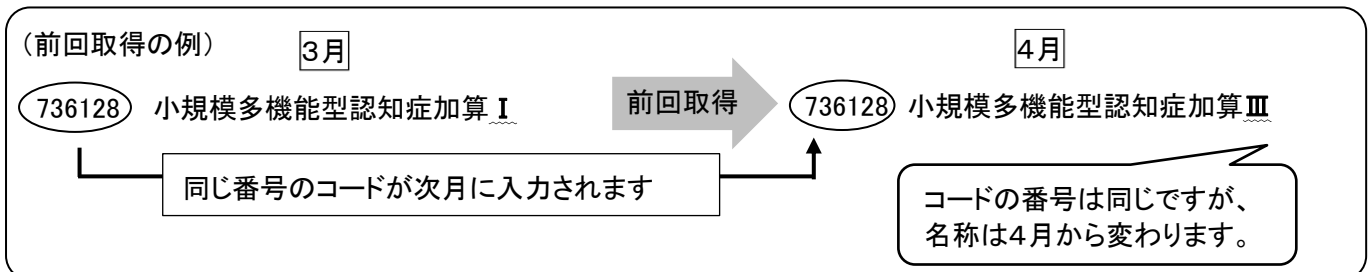 （前回取得の例）
３月
４月
736128 小規模多機能型認知症加算Ⅰ
前回取得
736128 小規模多機能型認知症加算Ⅲ
同じ番号のコードが次月に入力されます
コードの番号は同じですが、
名称は４月から変わります。